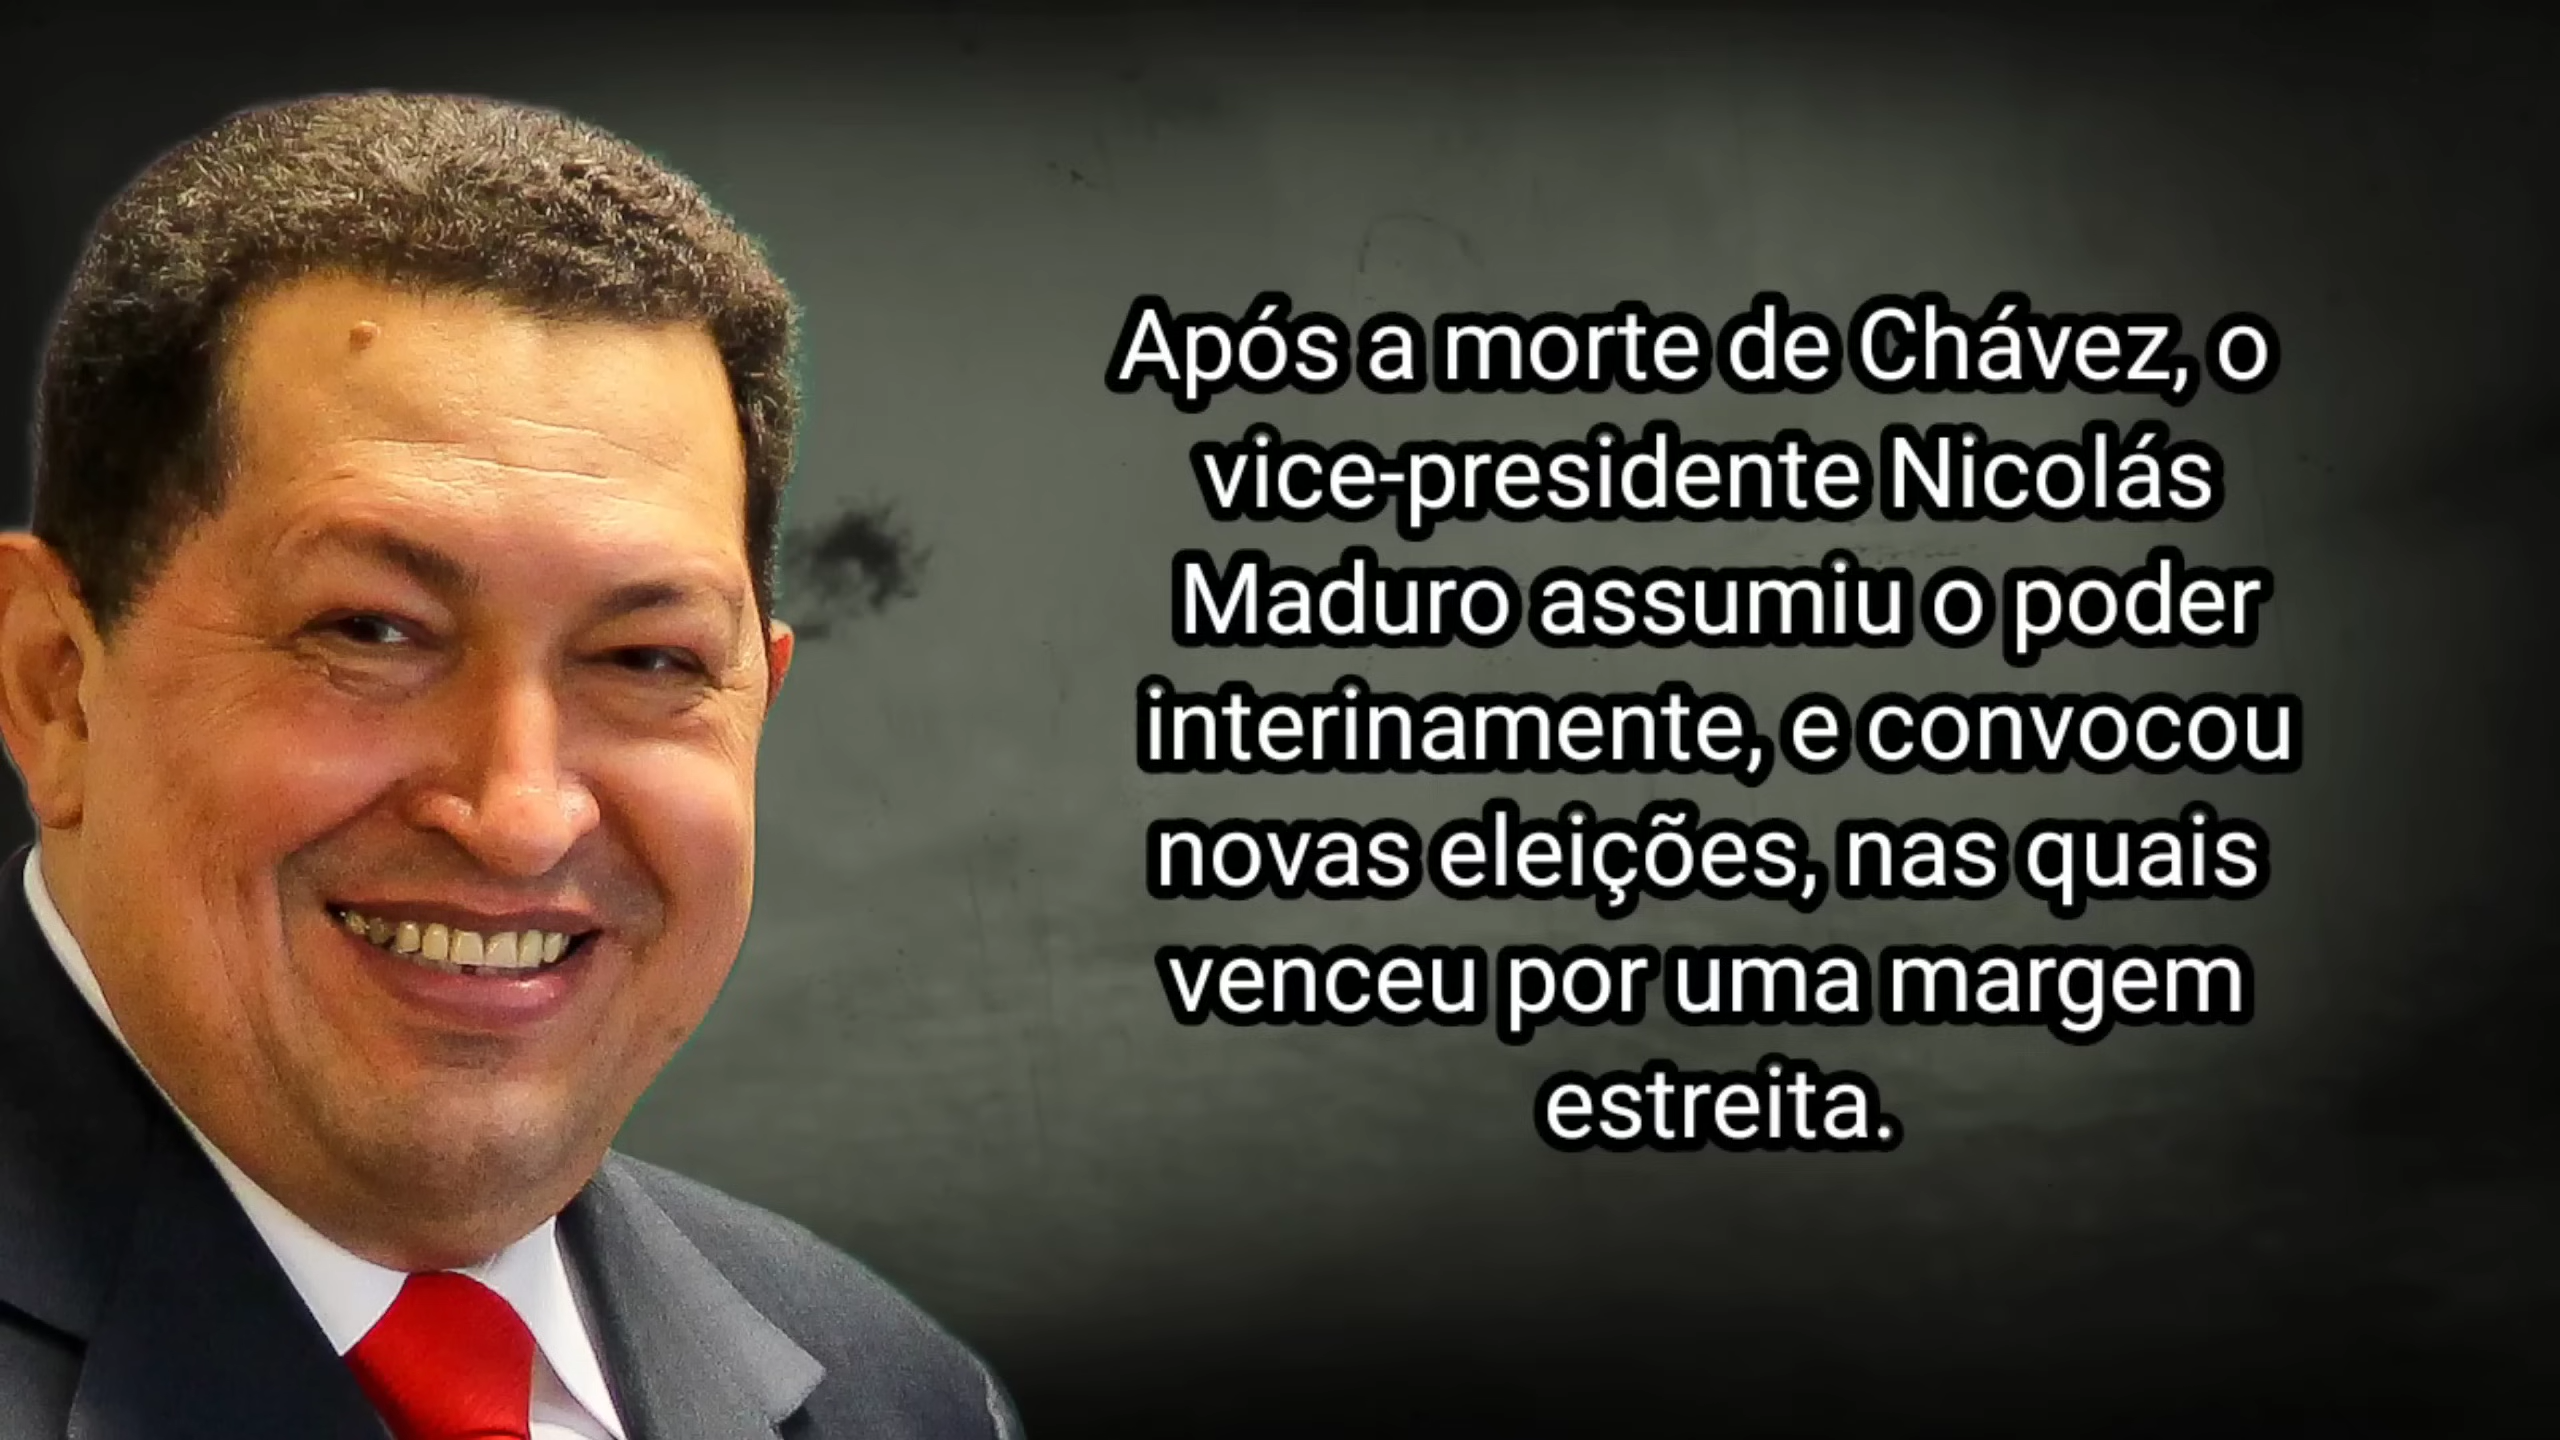 Após a morte de Chávez, o
vice-presidente Nicolás
Maduro assumiu o poder
interinamente, e convocou
novas eleições, nas quais
venceu por uma margem
estreita.